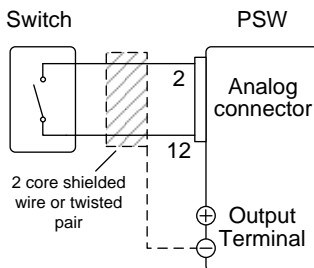 Switch
PSW
2
Analog
connector
12
2 core shielded
wire or twisted
pair
Output
Terminal